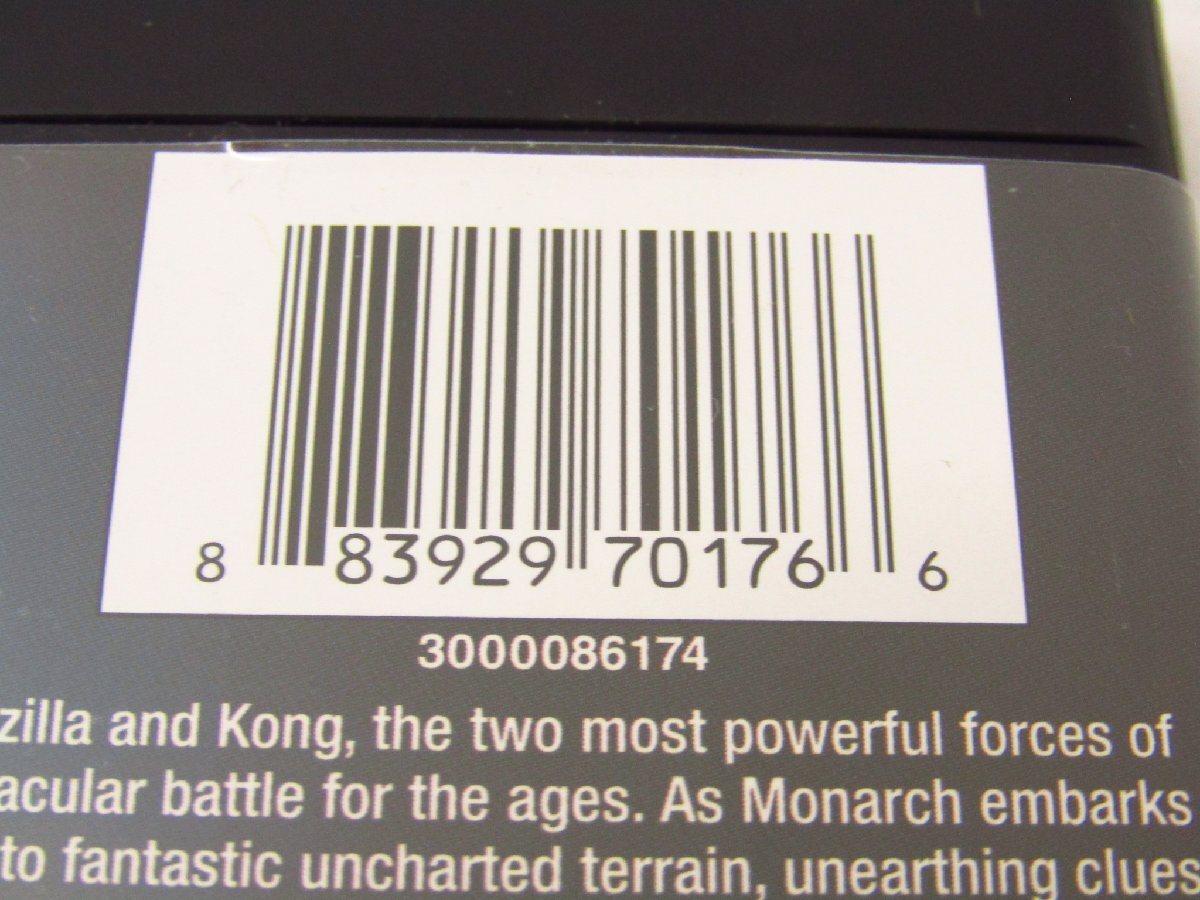 8 83929 70176 6
3000086174
zilla and Kong, the two most powerful forces of
acular battle for the ages. As Monarch embarks
to fantastic uncharted terrain, unearthing clues